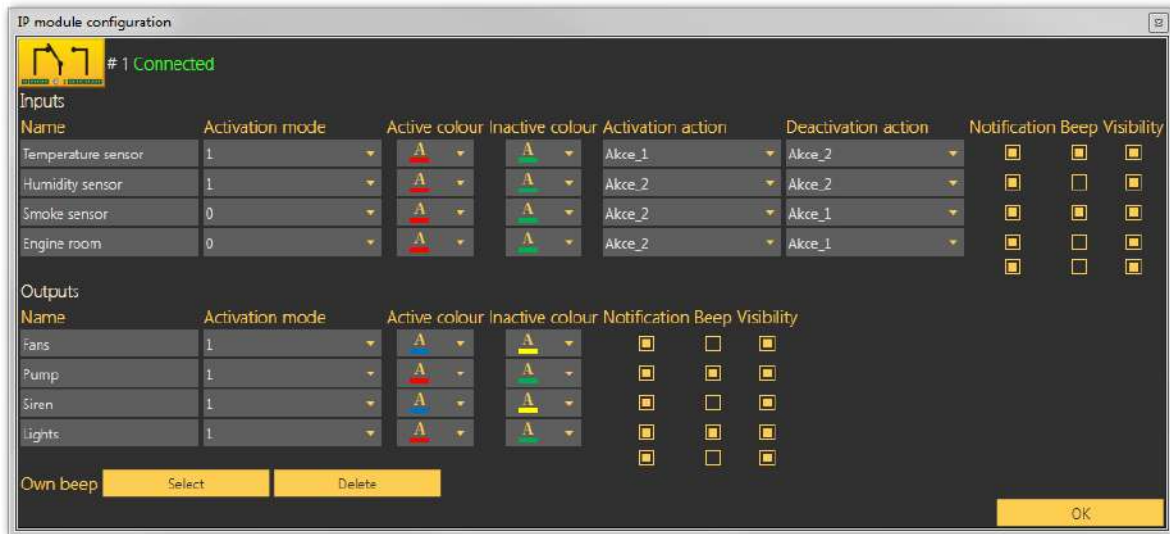 IP module configuration
# 1 Connected
Inputs
Name Activation mode Active colour Inactive colour Activation action Deactivation action Notification Beep Visibility
Temperature sensor 1 A A Akce_1 Akce_2
Humidity sensor 1 A A Akce_2 Akce_2
Smoke sensor 0 A A Akce_2 Akce_1
Engine room 0 A A Akce_2 Akce_1
Outputs
Name Activation mode Active colour Inactive colour Notification Beep Visibility
Fans 1 A A
Pump 1 A A
Siren 1 A A
Lights 1 A A
Own beep Select Delete
OK